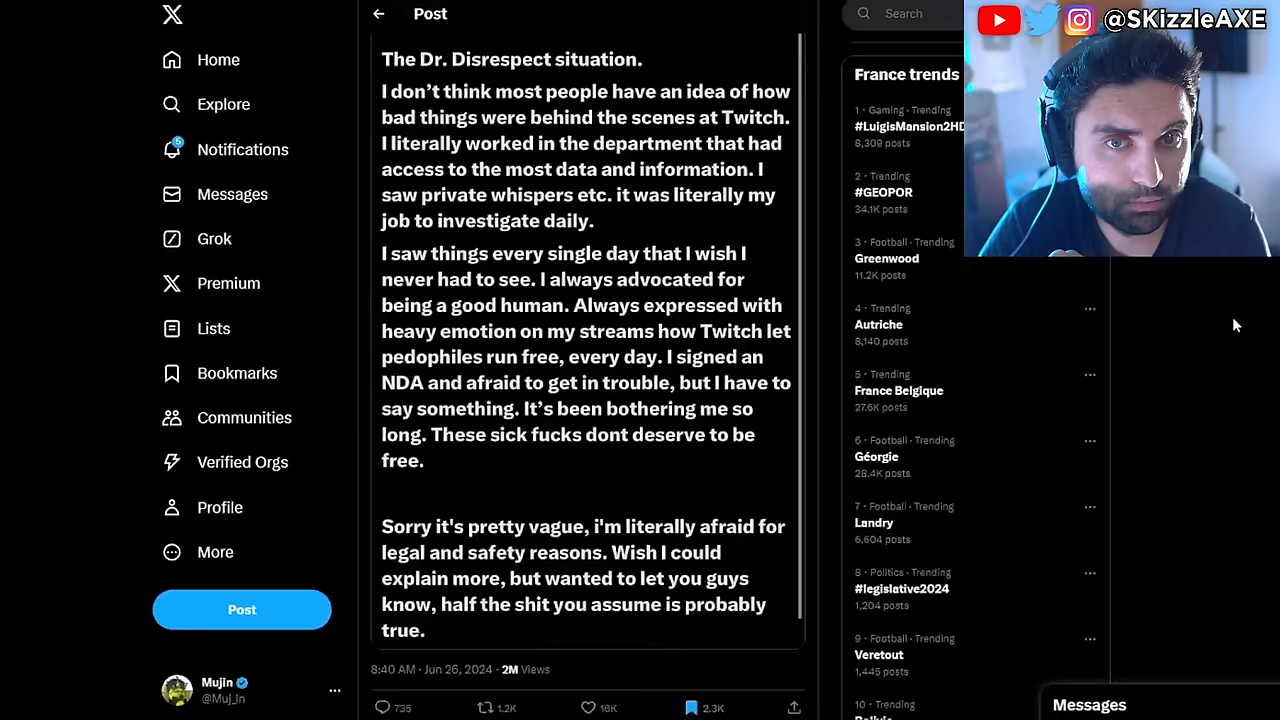 Home
Explore
5
Notifications
Messages
Grok
Premium
Lists
Bookmarks
Communities
Verified Orgs
Profile
More
Post
Mujin
@Muj_In
Post
The Dr. Disrespect situation.
I don't think most people have an idea of how
bad things were behind the scenes at Twitch.
I literally worked in the department that had
access to the most data and information. I
saw private whispers etc. it was literally my
job to investigate daily.
I saw things every single day that I wish I
never had to see. I always advocated for
being a good human. Always expressed with
heavy emotion on my streams how Twitch let
pedophiles run free, every day. I signed an
NDA and afraid to get in trouble, but I have to
say something. It's been bothering me so
long. These sick fucks dont deserve to be
free.
Sorry it's pretty vague, i'm literally afraid for
legal and safety reasons. Wish I could
explain more, but wanted to let you guys
know, half the shit you assume is probably
true.
8:40 AM · Jun 26, 2024 · 2M Views
735
1.2K
16K
2.3K
Search
France trends
1 · Gaming · Trending
#LuigisMansion2HD
8,309 posts
2 · Trending
#GEOPOR
34.1K posts
3 · Football · Trending
Greenwood
11.2K posts
4 · Trending
Autriche
8,140 posts
5 · Trending
France Belgique
27.6K posts
6 · Football · Trending
Géorgie
28.4K posts
7 · Football · Trending
Landry
6,604 posts
8 · Politics · Trending
#legislative2024
1,204 posts
9 · Football · Trending
Veretout
1,445 posts
10 · Trending
Messages
@SKizzleAXE